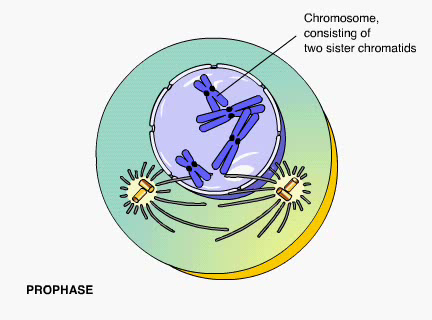 Chromosome,
consisting of
two sister chromatids
PROPHASE